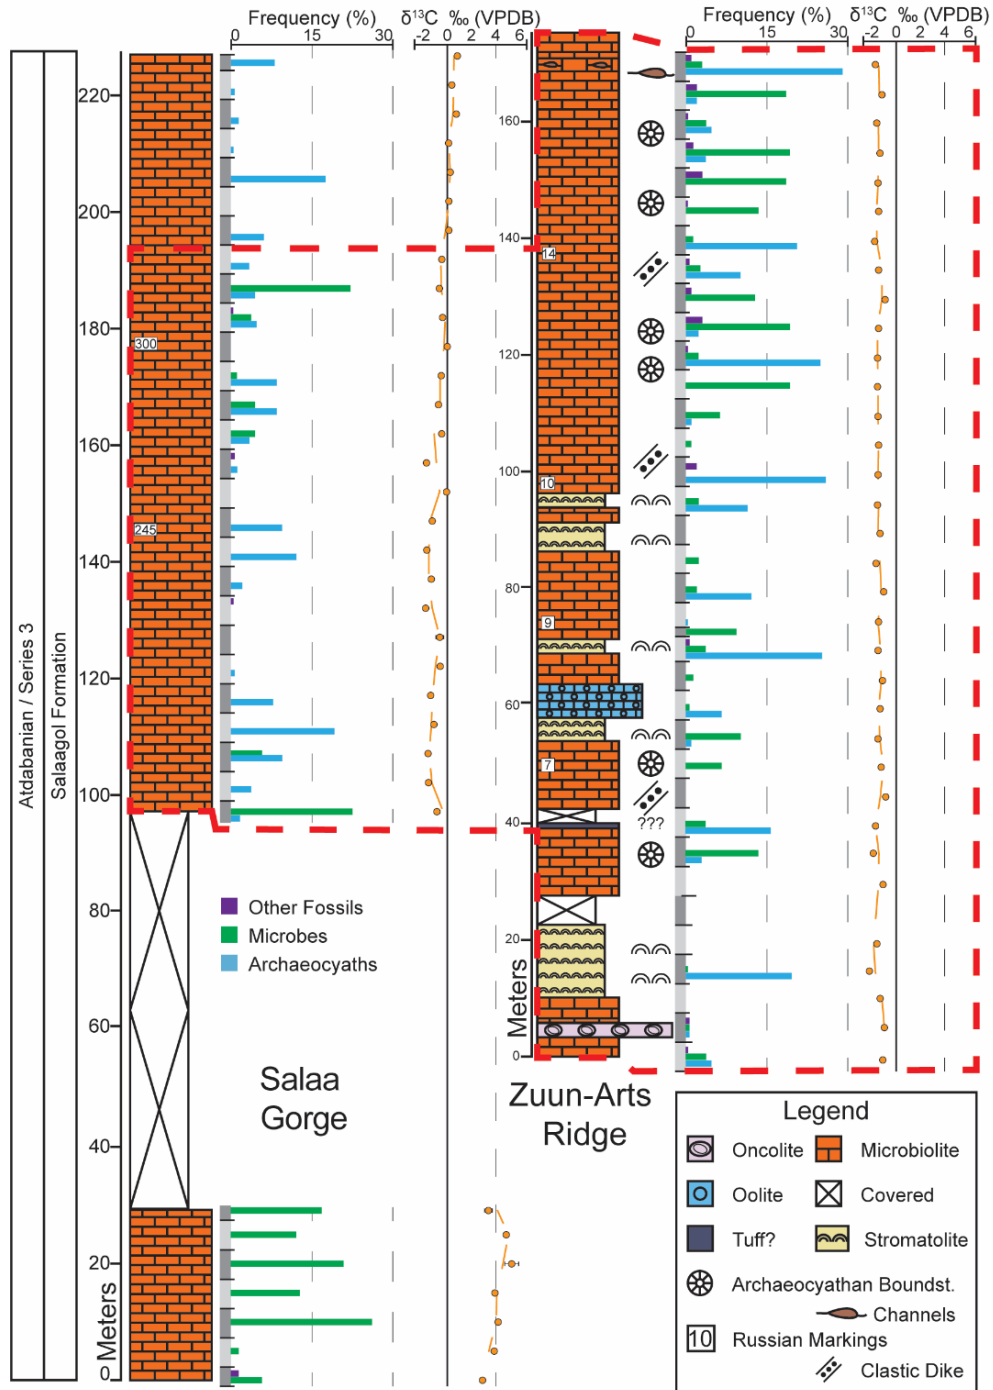 Frequency (%)
δ13C ‰ (VPDB)
Frequency (%)
δ13C ‰ (VPDB)
0 15 30 -2 2 6
0 15 30 -2 2 6
220
200
180
160
140
120
100
80
60
40
20
0
Meters
Atdabanian / Series 3
Salaagol Formation
300
245
160
140
120
100
80
60
40
20
0
Meters
14
10
9
7
???
Other Fossils
Microbes
Archaeocyaths
Salaa
Gorge
Zuun-Arts
Ridge
Legend
Oncolite
Microbiolite
Oolite
Covered
Tuff?
Stromatolite
Archaeocyathan Boundst.
Channels
10 Russian Markings
Clastic Dike